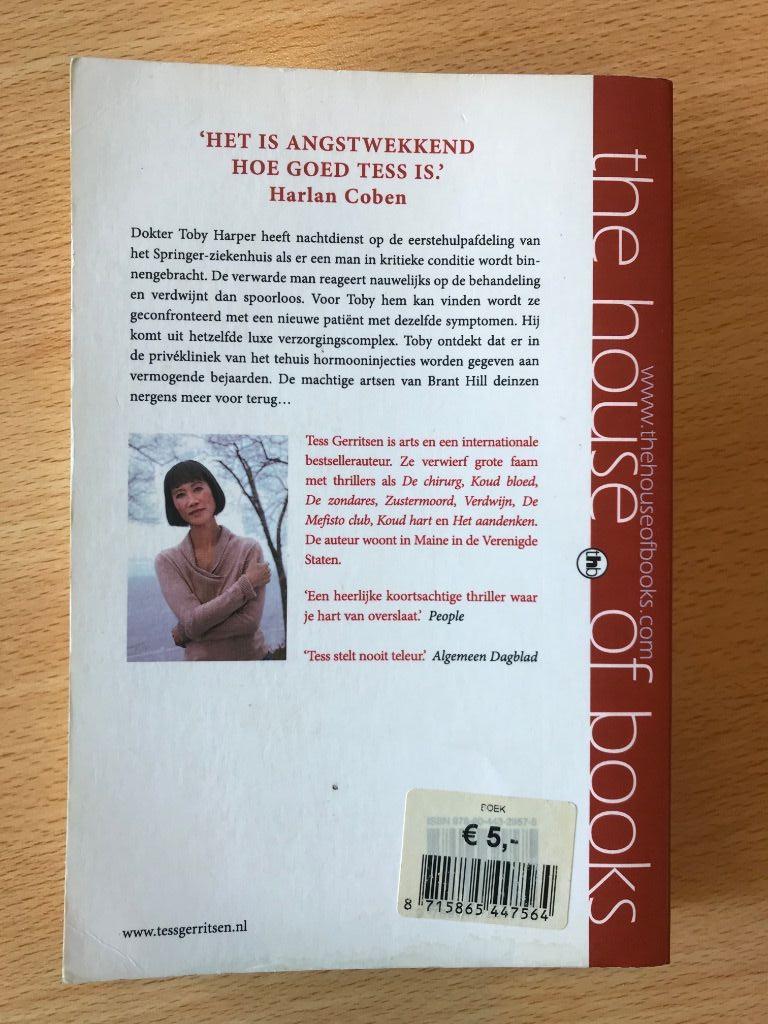 ‘HET IS ANGSTWEKKEND
HOE GOED TESS IS.’
Harlan Coben
Dokter Toby Harper heeft nachtdienst op de eerstehulpafdeling van
het Springer-ziekenhuis als er een man in kritieke conditie wordt bin-
nengebracht. De verwarde man reageert nauwelijks op de behandeling
en verdwijnt dan spoorloos. Voor Toby hem kan vinden wordt ze
geconfronteerd met een nieuwe patiënt met dezelfde symptomen. Hij
komt uit hetzelfde luxe verzorgingscomplex. Toby ontdekt dat er in
de privékliniek van het tehuis hormooninjecties worden gegeven aan
vermogende bejaarden. De machtige artsen van Brant Hill deinzen
nergens meer voor terug…
Tess Gerritsen is arts en een internationale
bestsellerauteur. Ze verwierf grote faam
met thrillers als De chirurg, Koud bloed,
De zondares, Zustermoord, Verdwijn, De
Mefisto club, Koud hart en Het aandenken.
De auteur woont in Maine in de Verenigde
Staten.
‘Een heerlijke koortsachtige thriller waar
je hart van overslaat.’ People
‘Tess stelt nooit teleur.’ Algemeen Dagblad
BOEK
€ 5,-
8 715865 447564
www.tessgerritsen.nl
the house of books
www.thehouseofbooks.com
thb